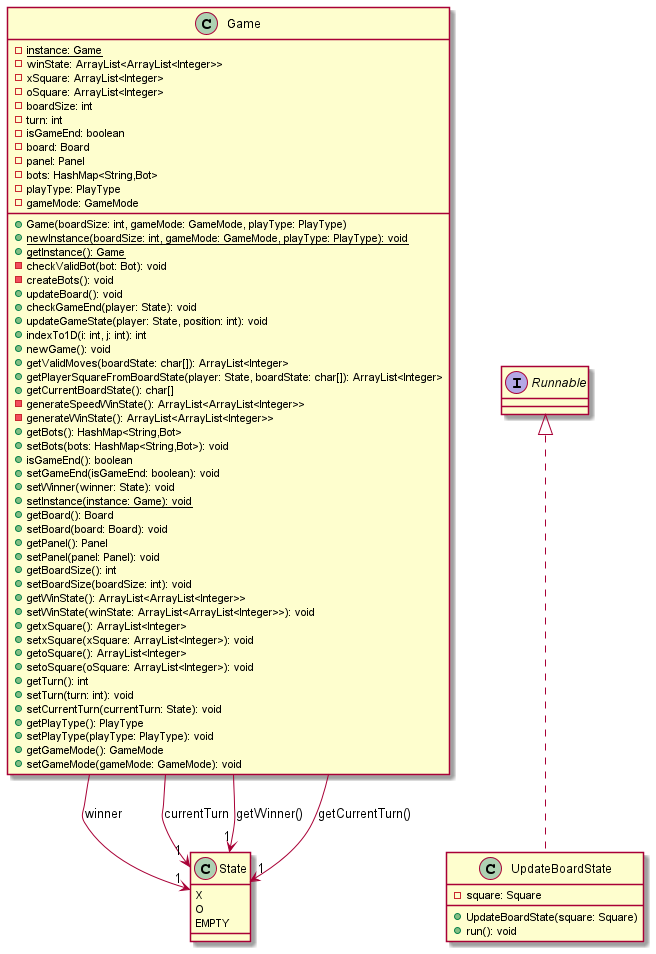 C Game
instance: Game
winState: ArrayList<ArrayList<Integer>>
xSquare: ArrayList<Integer>
oSquare: ArrayList<Integer>
boardSize: int
turn: int
isGameEnd: boolean
board: Board
panel: Panel
bots: HashMap<String,Bot>
playType: PlayType
gameMode: GameMode
Game(boardSize: int, gameMode: GameMode, playType: PlayType)
newInstance(boardSize: int, gameMode: GameMode, playType: PlayType): void
getInstance(): Game
checkValidBot(bot: Bot): void
createBots(): void
updateBoard(): void
checkGameEnd(player: State): void
updateGameState(player: State, position: int): void
indexTo1D(i: int, j: int): int
newGame(): void
getValidMoves(boardState: char[]): ArrayList<Integer>
getPlayerSquareFromBoardState(player: State, boardState: char[]): ArrayList<Integer>
getCurrentBoardState(): char[]
generateSpeedWinState(): ArrayList<ArrayList<Integer>>
generateWinState(): ArrayList<ArrayList<Integer>>
getBots(): HashMap<String,Bot>
setBots(bots: HashMap<String,Bot>): void
isGameEnd(): boolean
setGameEnd(isGameEnd: boolean): void
setWinner(winner: State): void
setInstance(instance: Game): void
getBoard(): Board
setBoard(board: Board): void
getPanel(): Panel
setPanel(panel: Panel): void
getBoardSize(): int
setBoardSize(boardSize: int): void
getWinState(): ArrayList<ArrayList<Integer>>
setWinState(winState: ArrayList<ArrayList<Integer>>): void
getxSquare(): ArrayList<Integer>
setxSquare(xSquare: ArrayList<Integer>): void
getoSquare(): ArrayList<Integer>
setoSquare(oSquare: ArrayList<Integer>): void
getTurn(): int
setTurn(turn: int): void
setCurrentTurn(currentTurn: State): void
getPlayType(): PlayType
setPlayType(playType: PlayType): void
getGameMode(): GameMode
setGameMode(gameMode: GameMode): void
I Runnable
winner
currentTurn
getWinner()
getCurrentTurn()
1
1
1
1
C State
X
O
EMPTY
C UpdateBoardState
square: Square
UpdateBoardState(square: Square)
run(): void